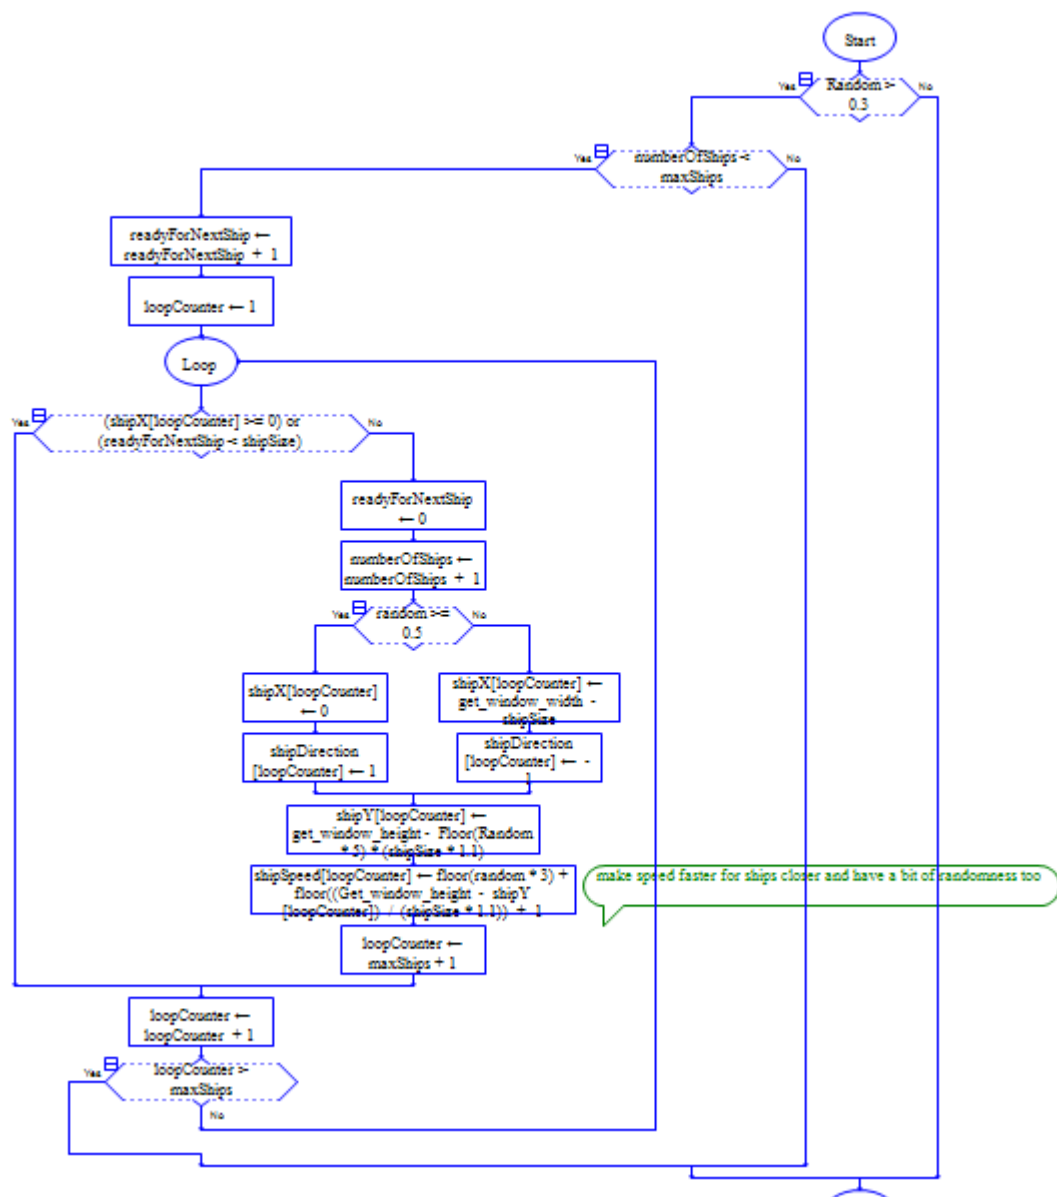 Start
Yes
Random >
0.3
No
Yes
numberOfShips <
maxShips
No
readyForNextShip ←
readyForNextShip + 1
loopCounter ← 1
Loop
Yes
(shipX[loopCounter] >= 0) or
(readyForNextShip < shipSize)
No
readyForNextShip
← 0
numberOfShips ←
numberOfShips + 1
Yes
random >=
0.5
No
shipX[loopCounter]
← 0
shipX[loopCounter] ←
get_window_width -
shipSize
shipDirection
[loopCounter] ← 1
shipDirection
[loopCounter] ← -
1
shipY[loopCounter] ←
get_window_height - Floor(Random
* 5) * (shipSize * 1.1)
shipSpeed[loopCounter] ← floor(random * 3) +
floor((Get_window_height - shipY
[loopCounter]) / (shipSize * 1.1)) + 1
make speed faster for ships closer and have a bit of randomness too
loopCounter ←
maxShips + 1
loopCounter ←
loopCounter + 1
Yes
loopCounter >
maxShips
No